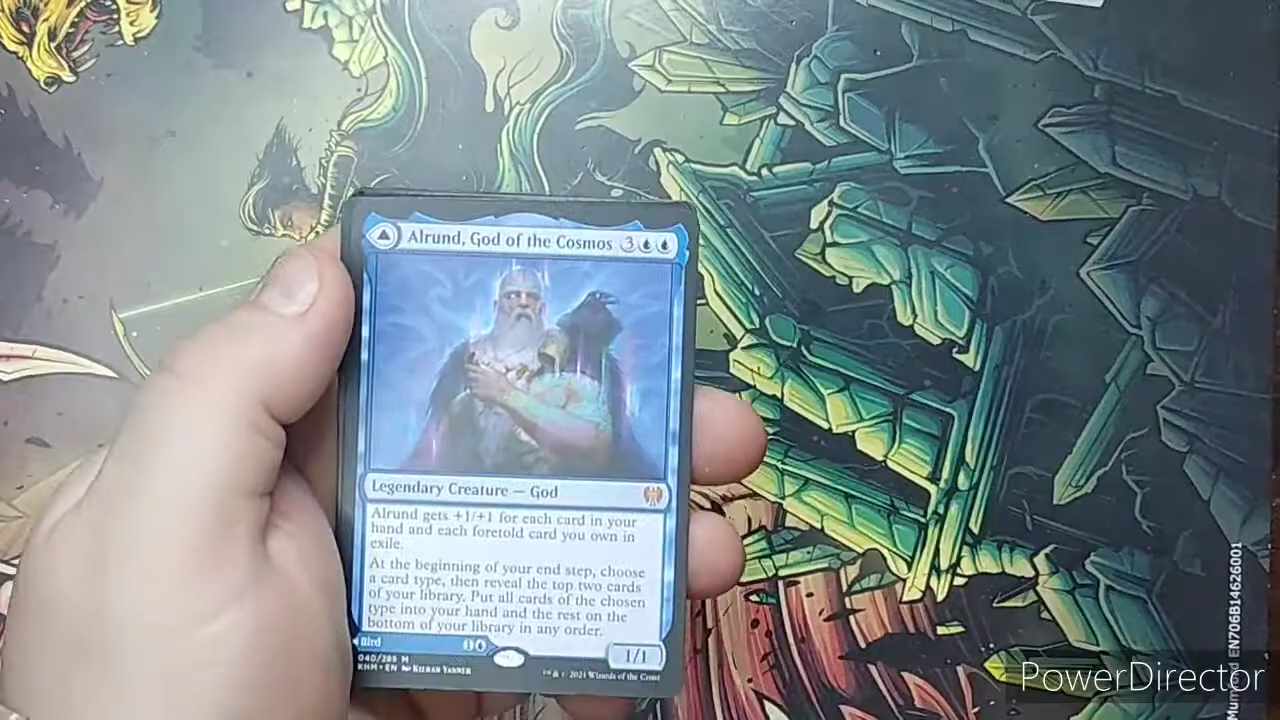 Alrund, God of the Cosmos 3
Legendary Creature — God
Alrund gets +1/+1 for each card in your
hand and each foretold card you own in
exile.
At the beginning of your end step, choose
a card type, then reveal the top two cards
of your library. Put all cards of the chosen
type into your hand and the rest on the
bottom of your library in any order.
Bird 1
1/1
040/285 M
KHM • EN KIERAN YANNER
2021 Wizards of the Coast
EN706B14626001
PowerDirector